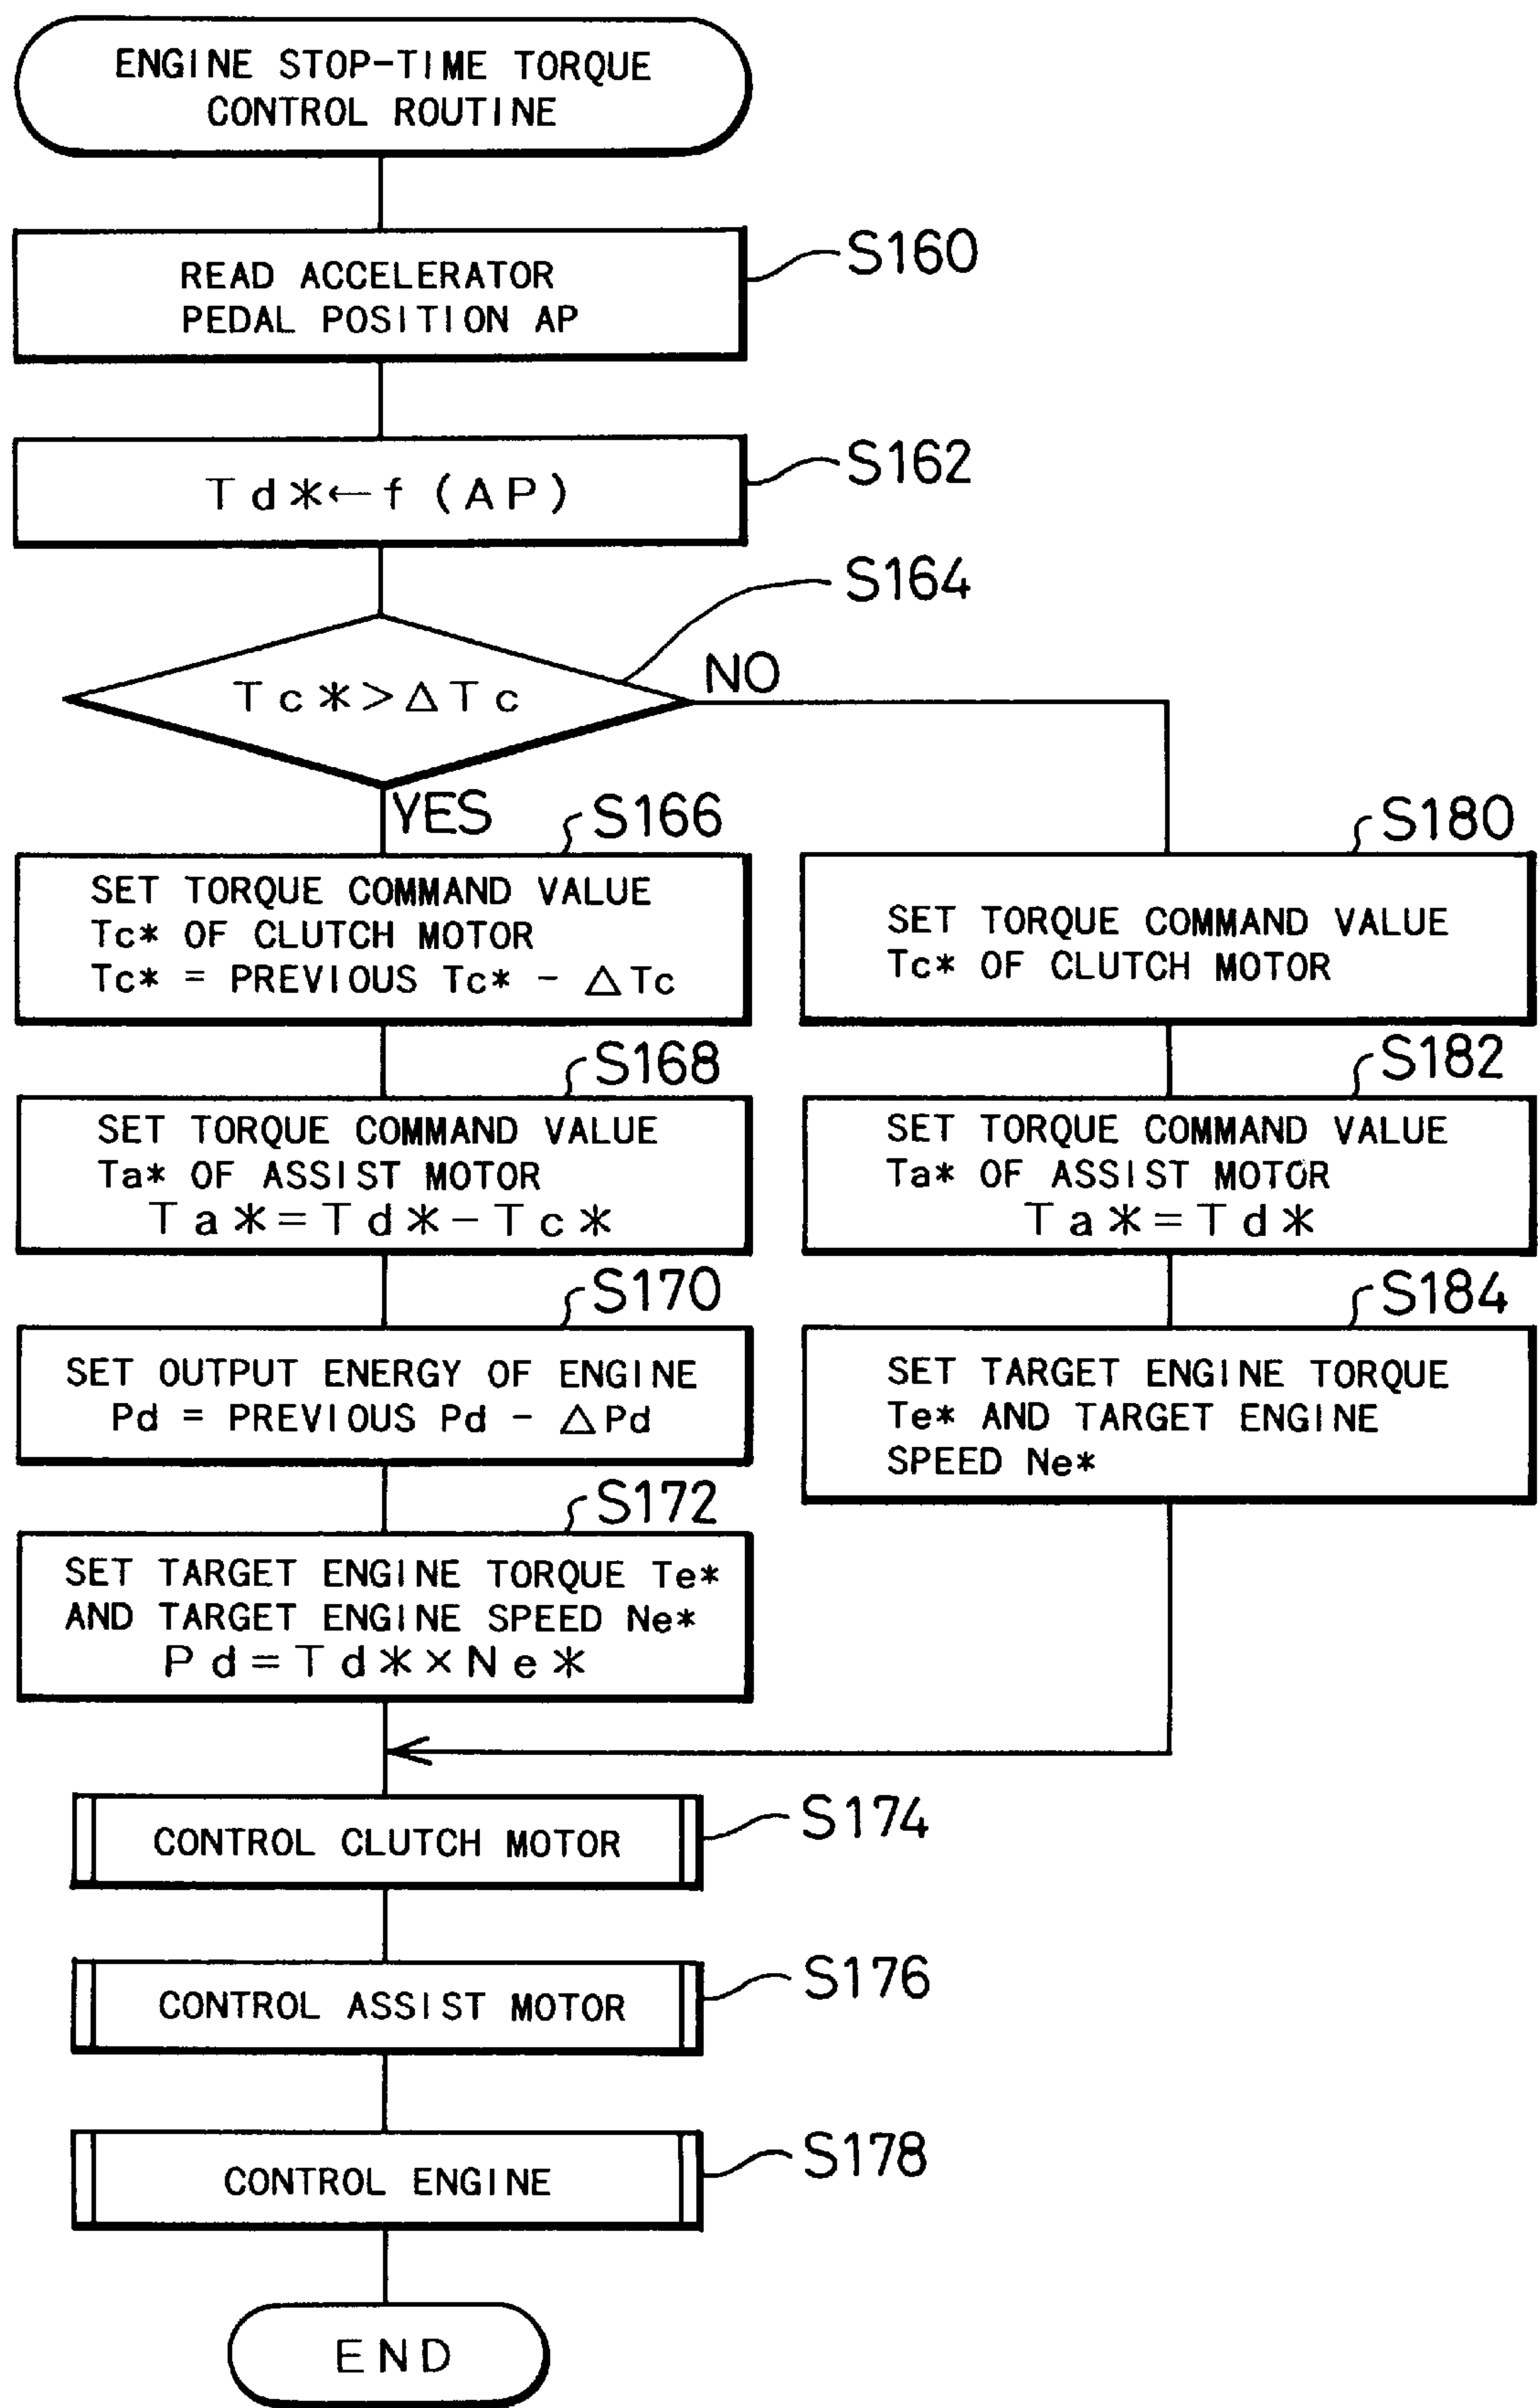 ENGINE STOP-TIME TORQUE
CONTROL ROUTINE
S160
READ ACCELERATOR
PEDAL POSITION AP
S162
Td*←f (AP)
S164
Tc*>ΔTc
NO
YES
S166
SET TORQUE COMMAND VALUE
Tc* OF CLUTCH MOTOR
Tc* = PREVIOUS Tc* - ΔTc
S168
SET TORQUE COMMAND VALUE
Ta* OF ASSIST MOTOR
Ta*=Td*-Tc*
S170
SET OUTPUT ENERGY OF ENGINE
Pd = PREVIOUS Pd - ΔPd
S172
SET TARGET ENGINE TORQUE Te*
AND TARGET ENGINE SPEED Ne*
Pd=Td*×Ne*
S180
SET TORQUE COMMAND VALUE
Tc* OF CLUTCH MOTOR
S182
SET TORQUE COMMAND VALUE
Ta* OF ASSIST MOTOR
Ta*=Td*
S184
SET TARGET ENGINE TORQUE
Te* AND TARGET ENGINE
SPEED Ne*
S174
CONTROL CLUTCH MOTOR
S176
CONTROL ASSIST MOTOR
S178
CONTROL ENGINE
END